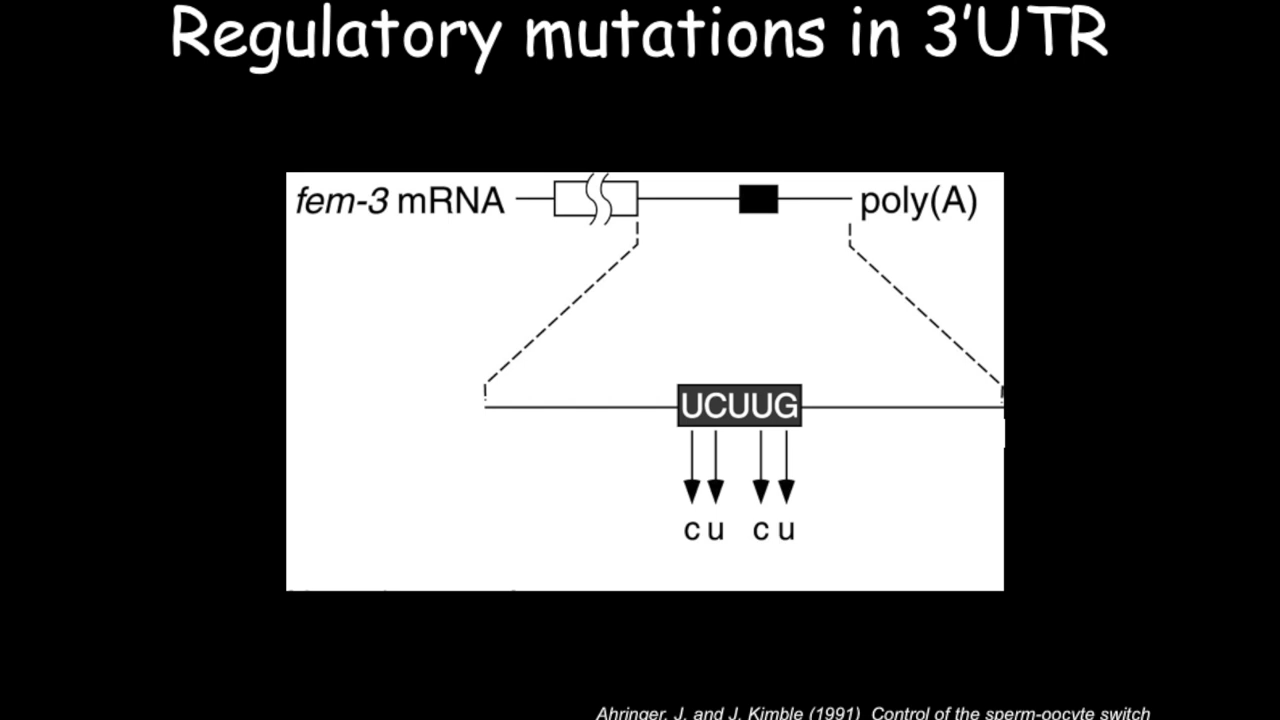 Regulatory mutations in 3'UTR
fem-3 mRNA poly(A)
UCUUG
c u c u
Ahringer, J. and J. Kimble (1991) Control of the sperm-oocyte switch